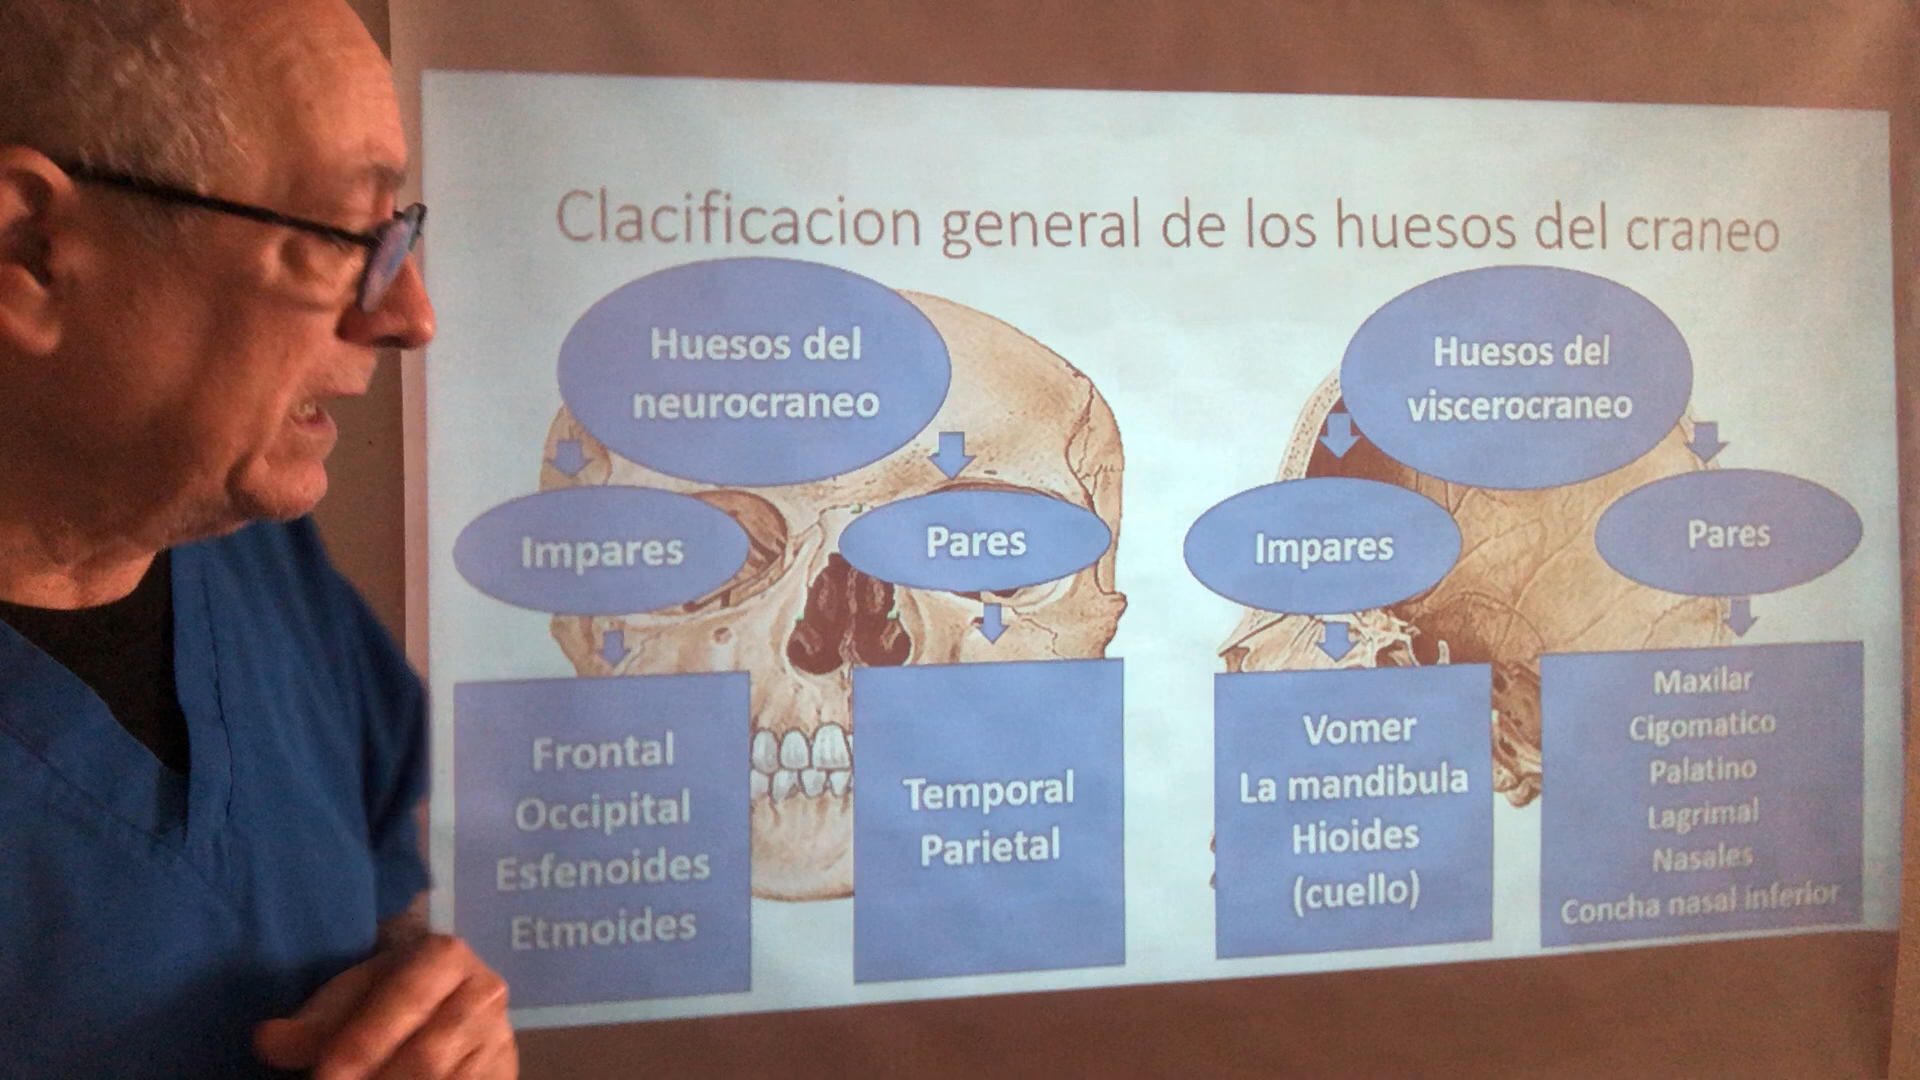 Clacificacion general de los huesos del craneo
Huesos del
neurocraneo
Impares
Frontal
Occipital
Esfenoides
Etmoides
Pares
Temporal
Parietal
Huesos del
viscerocraneo
Impares
Vomer
La mandibula
Hioides
(cuello)
Pares
Maxilar
Cigomatico
Palatino
Lagrimal
Nasales
Concha nasal inferior